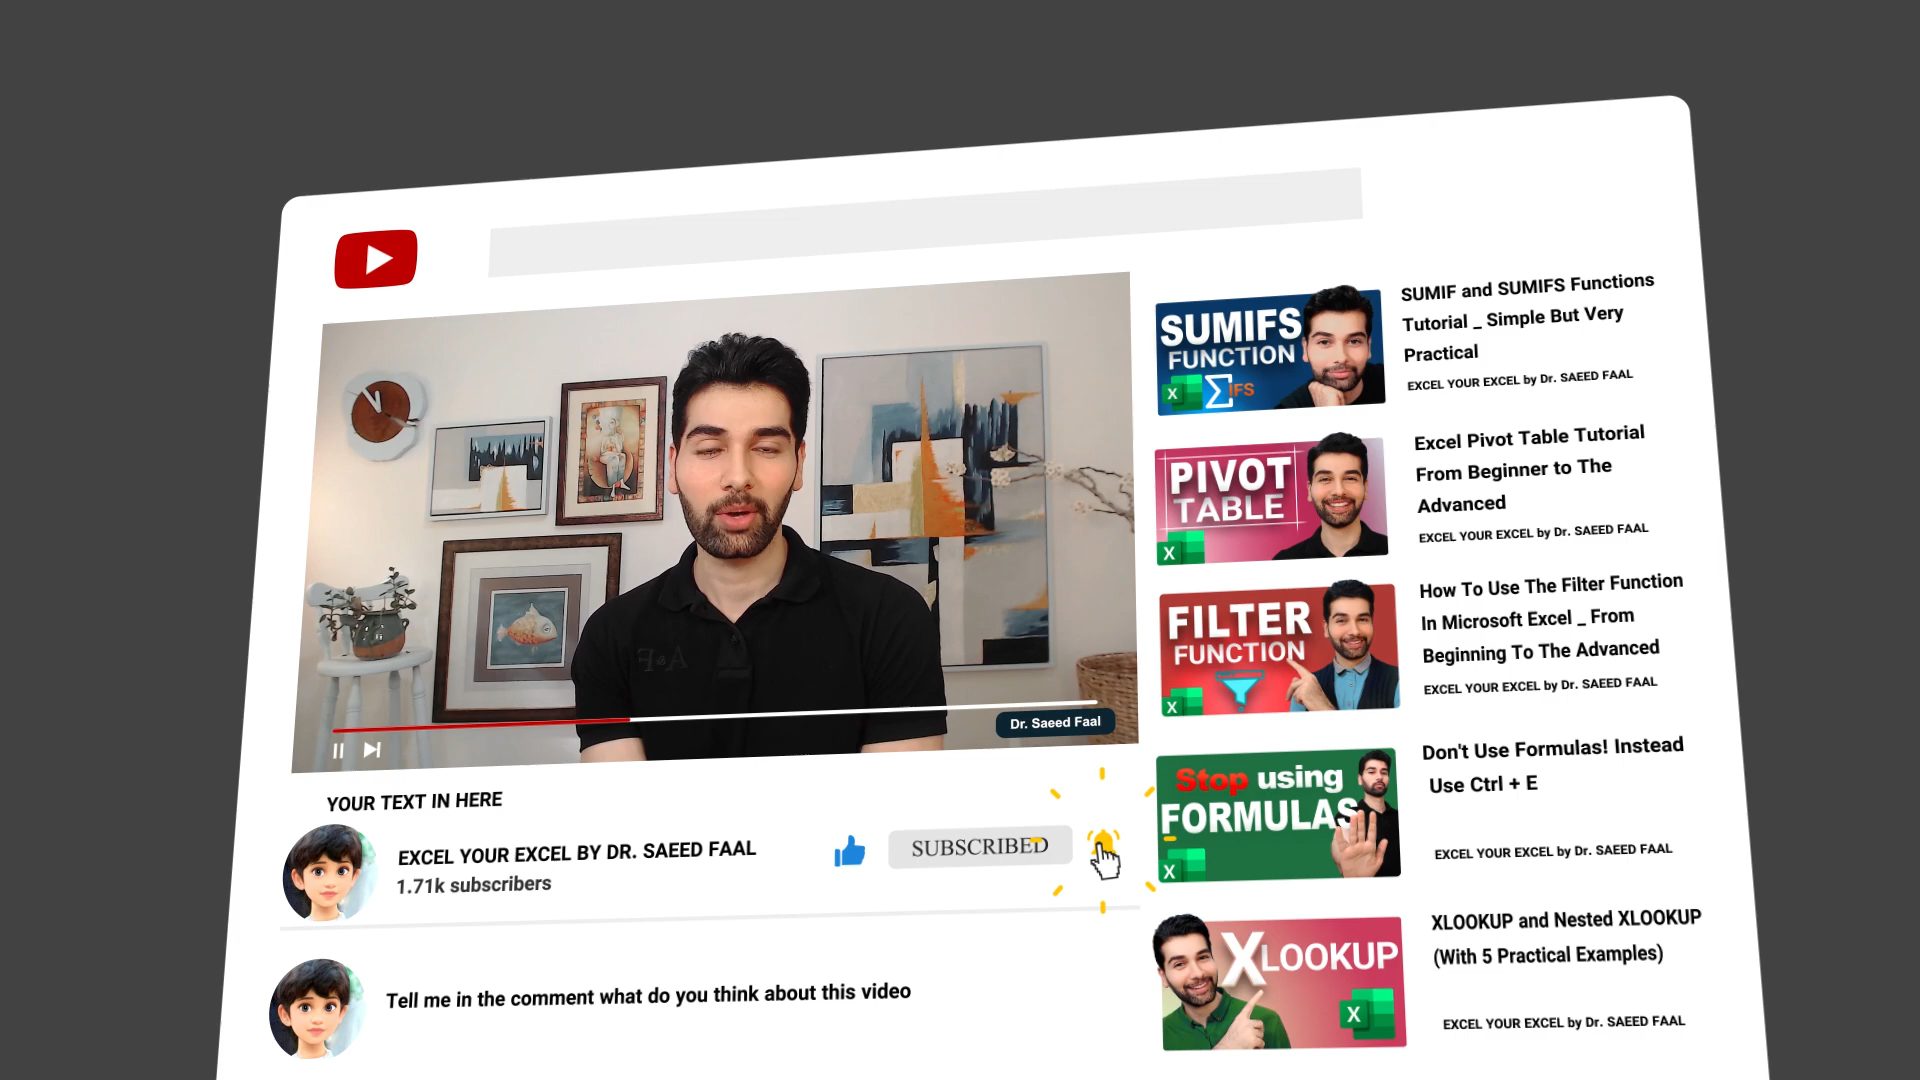 Dr. Saeed Faal
YOUR TEXT IN HERE
EXCEL YOUR EXCEL BY DR. SAEED FAAL
1.71k subscribers
SUBSCRIBED
Tell me in the comment what do you think about this video
SUMIFS
FUNCTION
X
IFS
SUMIF and SUMIFS Functions
Tutorial _ Simple But Very
Practical
EXCEL YOUR EXCEL by Dr. SAEED FAAL
PIVOT
TABLE
X
Excel Pivot Table Tutorial
From Beginner to The
Advanced
EXCEL YOUR EXCEL by Dr. SAEED FAAL
FILTER
FUNCTION
X
How To Use The Filter Function
In Microsoft Excel _ From
Beginning To The Advanced
EXCEL YOUR EXCEL by Dr. SAEED FAAL
Stop using
FORMULAS
X
Don't Use Formulas! Instead
Use Ctrl + E
EXCEL YOUR EXCEL by Dr. SAEED FAAL
XLOOKUP
X
XLOOKUP and Nested XLOOKUP
(With 5 Practical Examples)
EXCEL YOUR EXCEL by Dr. SAEED FAAL